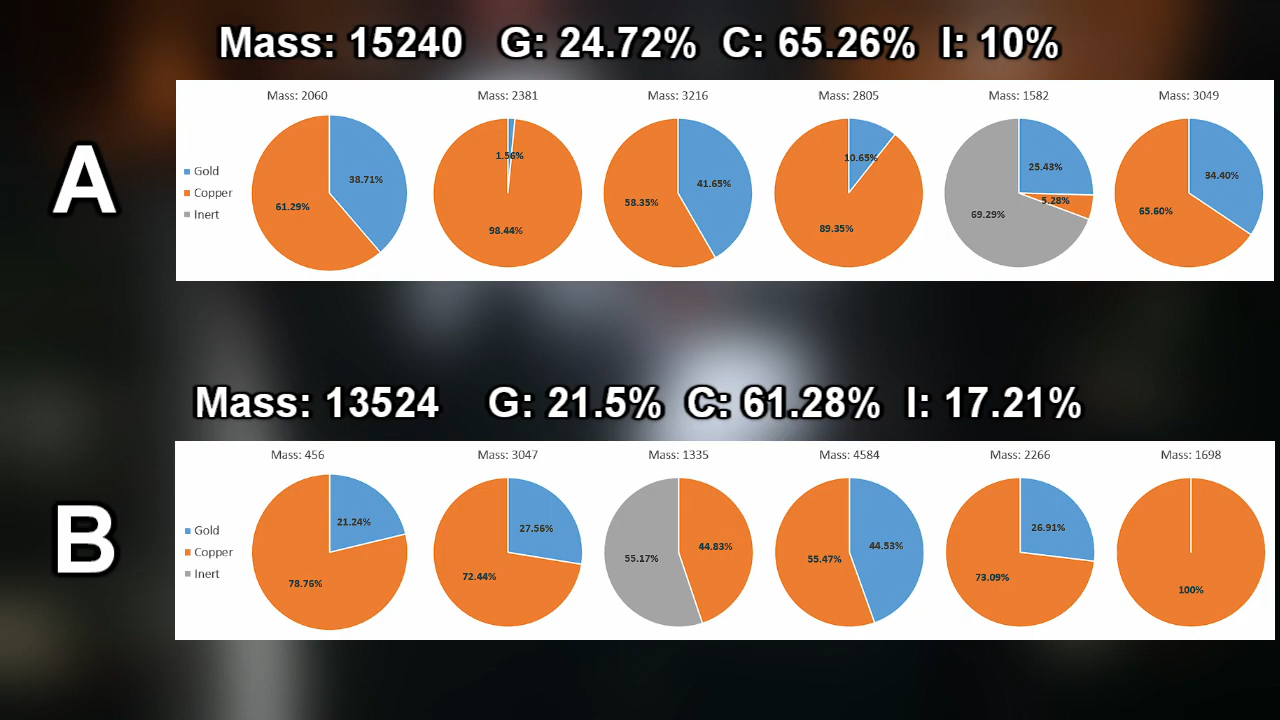 Mass: 15240 G: 24.72% C: 65.26% I: 10%
Mass: 2060 Mass: 2381 Mass: 3216 Mass: 2805 Mass: 1582 Mass: 3049
A
Gold
Copper
Inert
38.71%
61.29%
1.56%
98.44%
41.65%
58.35%
10.65%
89.35%
25.43%
5.28%
69.29%
34.40%
65.60%
Mass: 13524 G: 21.5% C: 61.28% I: 17.21%
Mass: 456 Mass: 3047 Mass: 1335 Mass: 4584 Mass: 2266 Mass: 1698
B
Gold
Copper
Inert
21.24%
78.76%
27.56%
72.44%
44.83%
55.17%
44.53%
55.47%
26.91%
73.09%
100%